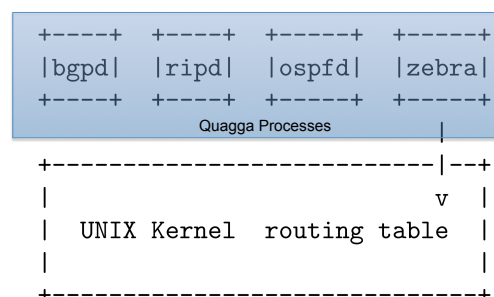 +----+  +----+  +-----+  +-----+
|bgpd|  |ripd|  |ospfd|  |zebra|
+----+  +----+  +-----+  +-----+
Quagga Processes           |
+---------------------------|--+
|                           v  |
|  UNIX Kernel  routing table  |
|                              |
+------------------------------+